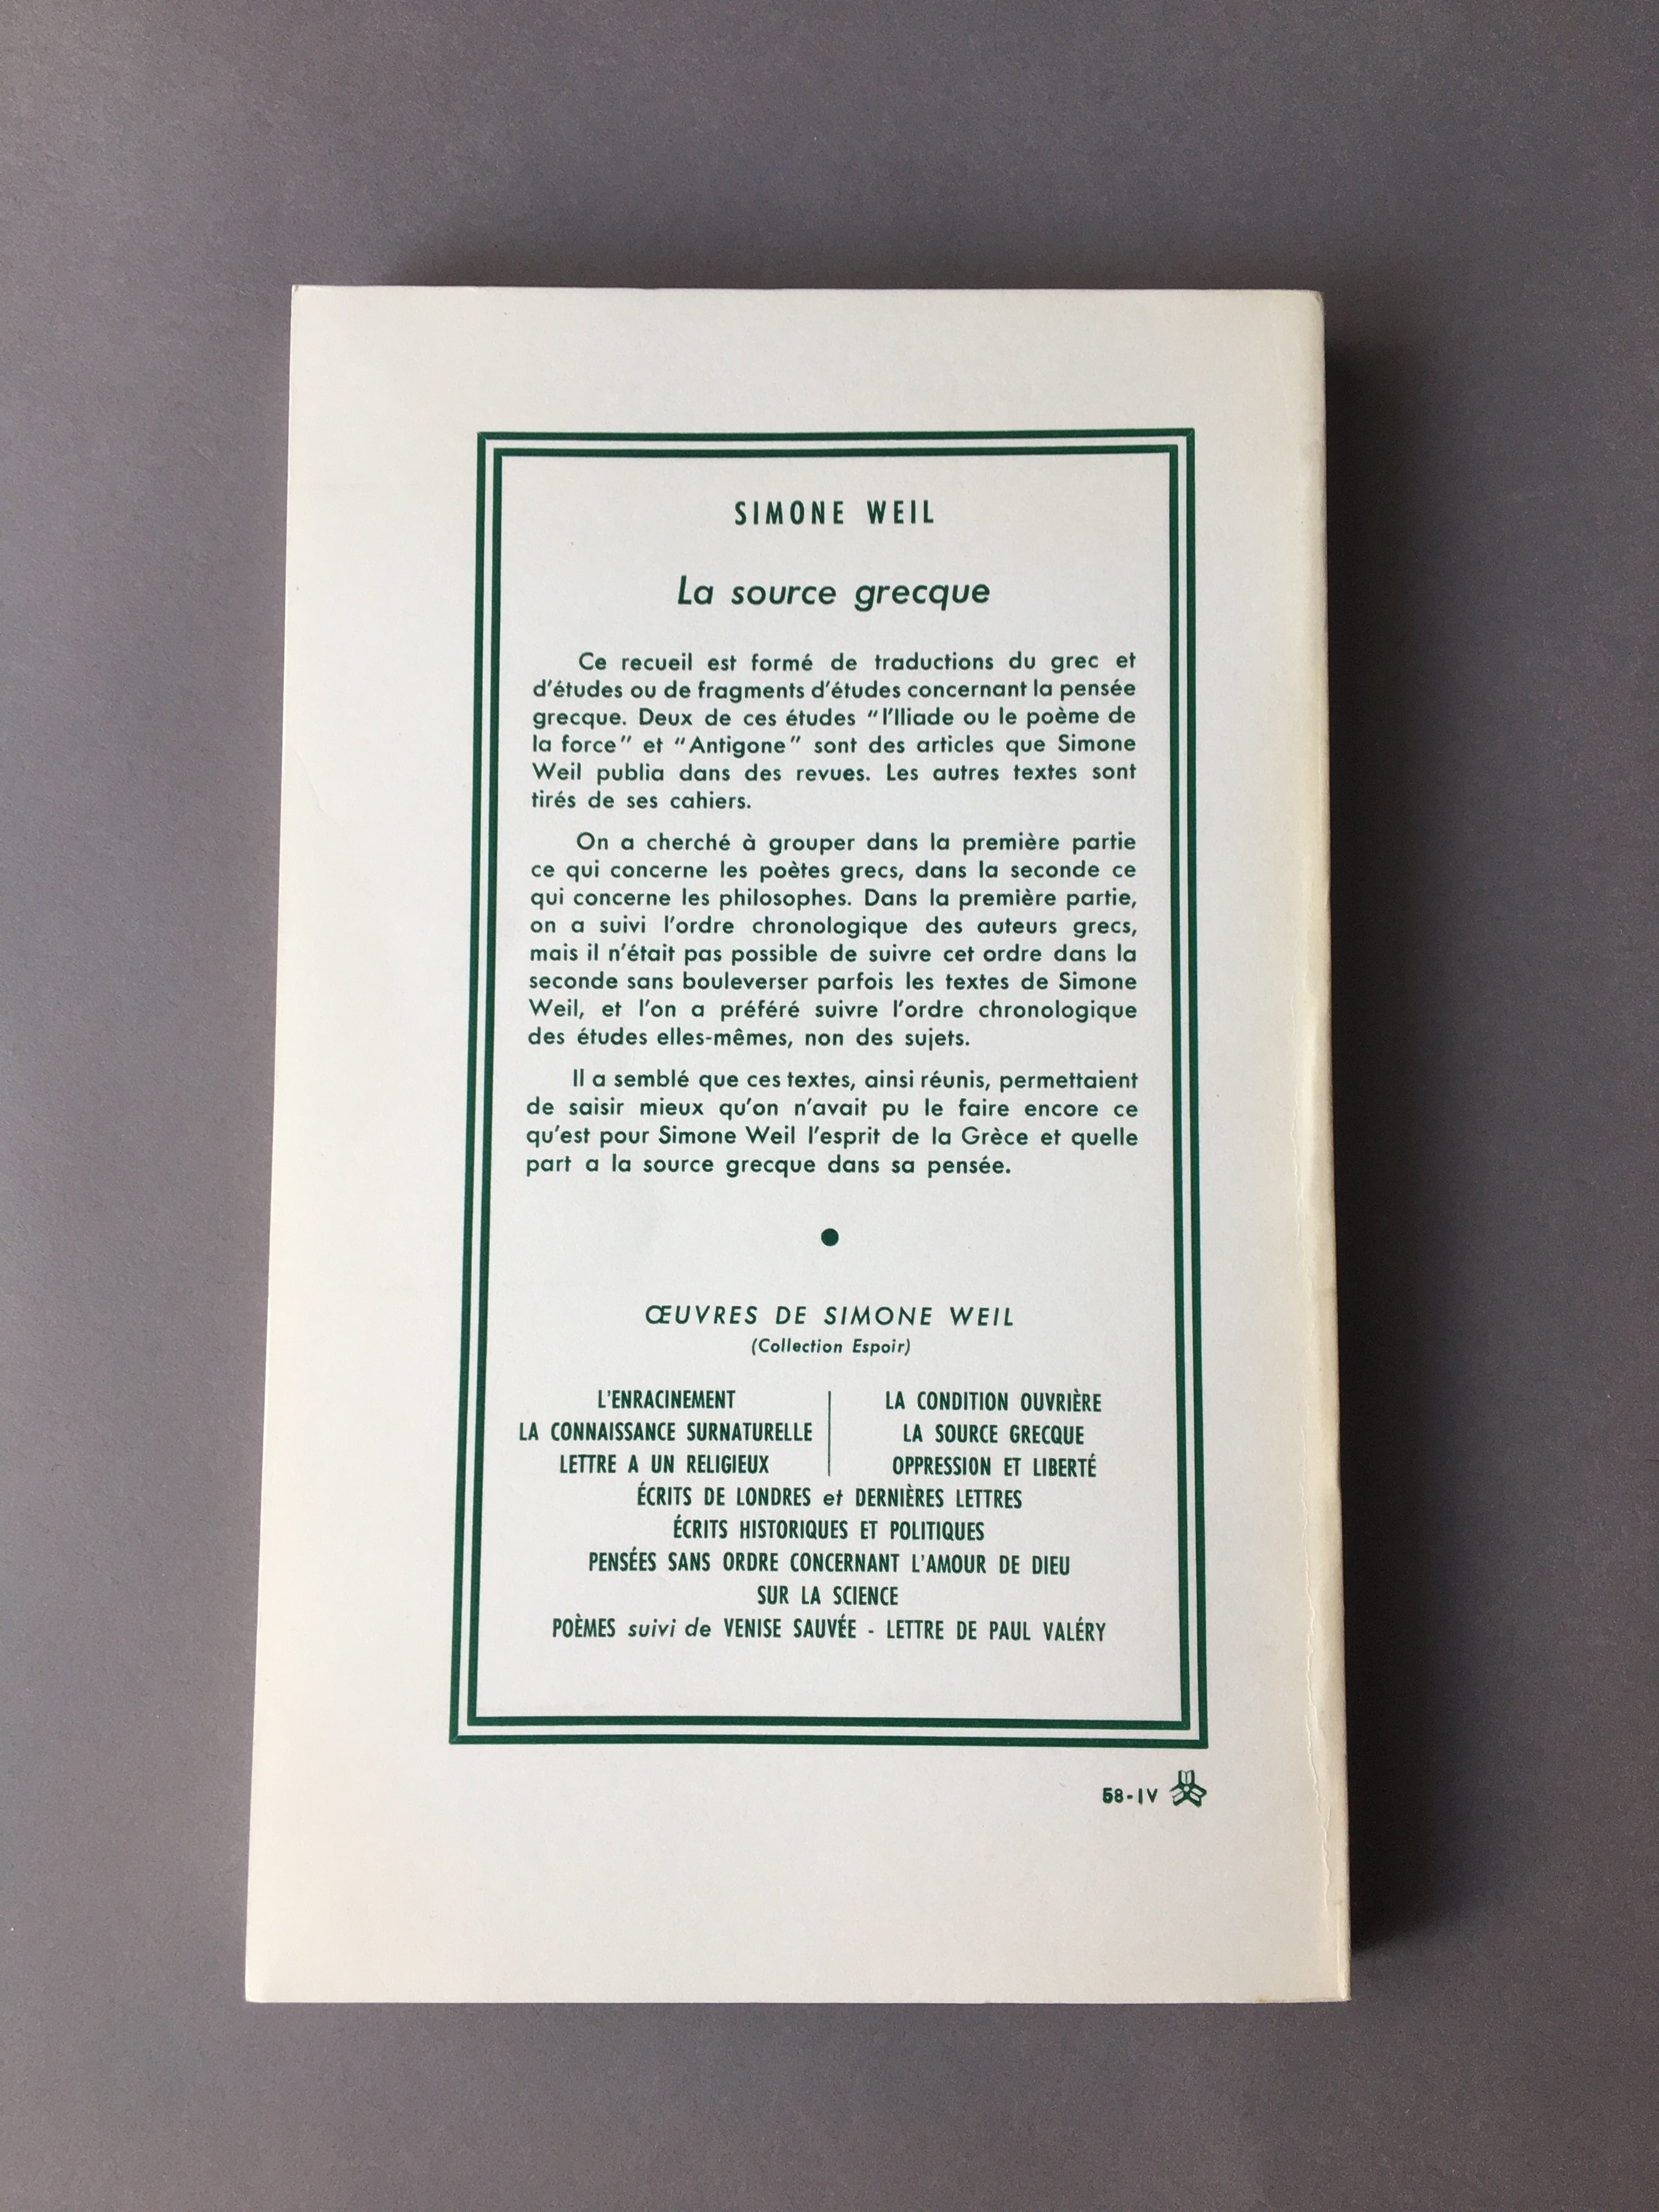 SIMONE WEIL
La source grecque
Ce recueil est formé de traductions du grec et
d'études ou de fragments d'études concernant la pensée
grecque. Deux de ces études "l'Iliade ou le poème de
la force" et "Antigone" sont des articles que Simone
Weil publia dans des revues. Les autres textes sont
tirés de ses cahiers.
On a cherché à grouper dans la première partie
ce qui concerne les poètes grecs, dans la seconde ce
qui concerne les philosophes. Dans la première partie,
on a suivi l'ordre chronologique des auteurs grecs,
mais il n'était pas possible de suivre cet ordre dans la
seconde sans bouleverser parfois les textes de Simone
Weil, et l'on a préféré suivre l'ordre chronologique
des études elles-mêmes, non des sujets.
Il a semblé que ces textes, ainsi réunis, permettaient
de saisir mieux qu'on n'avait pu le faire encore ce
qu'est pour Simone Weil l'esprit de la Grèce et quelle
part a la source grecque dans sa pensée.
ŒUVRES DE SIMONE WEIL
(Collection Espoir)
L'ENRACINEMENT
LA CONNAISSANCE SURNATURELLE
LETTRE A UN RELIGIEUX
LA CONDITION OUVRIÈRE
LA SOURCE GRECQUE
OPPRESSION ET LIBERTÉ
ÉCRITS DE LONDRES et DERNIÈRES LETTRES
ÉCRITS HISTORIQUES ET POLITIQUES
PENSÉES SANS ORDRE CONCERNANT L'AMOUR DE DIEU
SUR LA SCIENCE
POÈMES suivi de VENISE SAUVÉE - LETTRE DE PAUL VALÉRY
58-IV